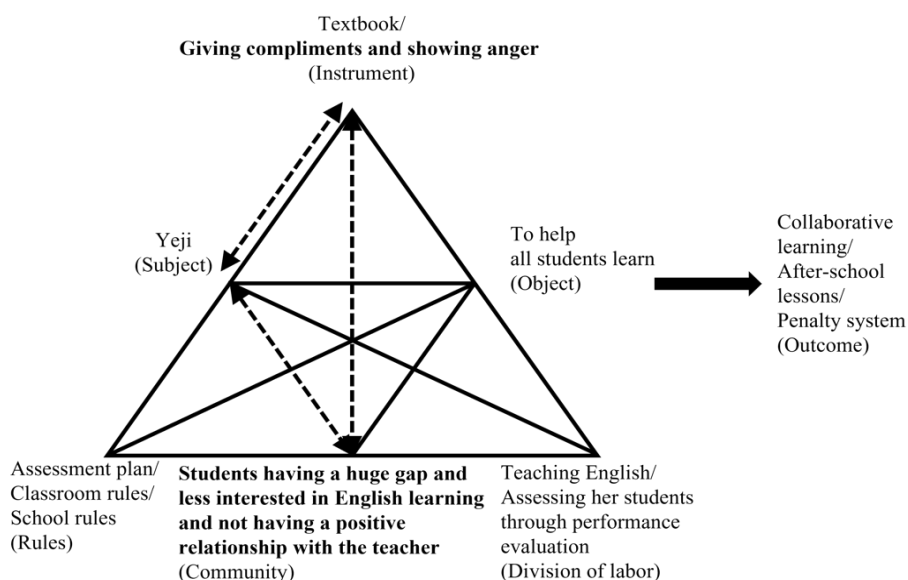 Textbook/
Giving compliments and showing anger
(Instrument)
Yeji
(Subject)
To help
all students learn
(Object)
Collaborative
learning/
After-school
lessons/
Penalty system
(Outcome)
Assessment plan/
Classroom rules/
School rules
(Rules)
Students having a huge gap and
less interested in English learning
and not having a positive
relationship with the teacher
(Community)
Teaching English/
Assessing her students
through performance
evaluation
(Division of labor)